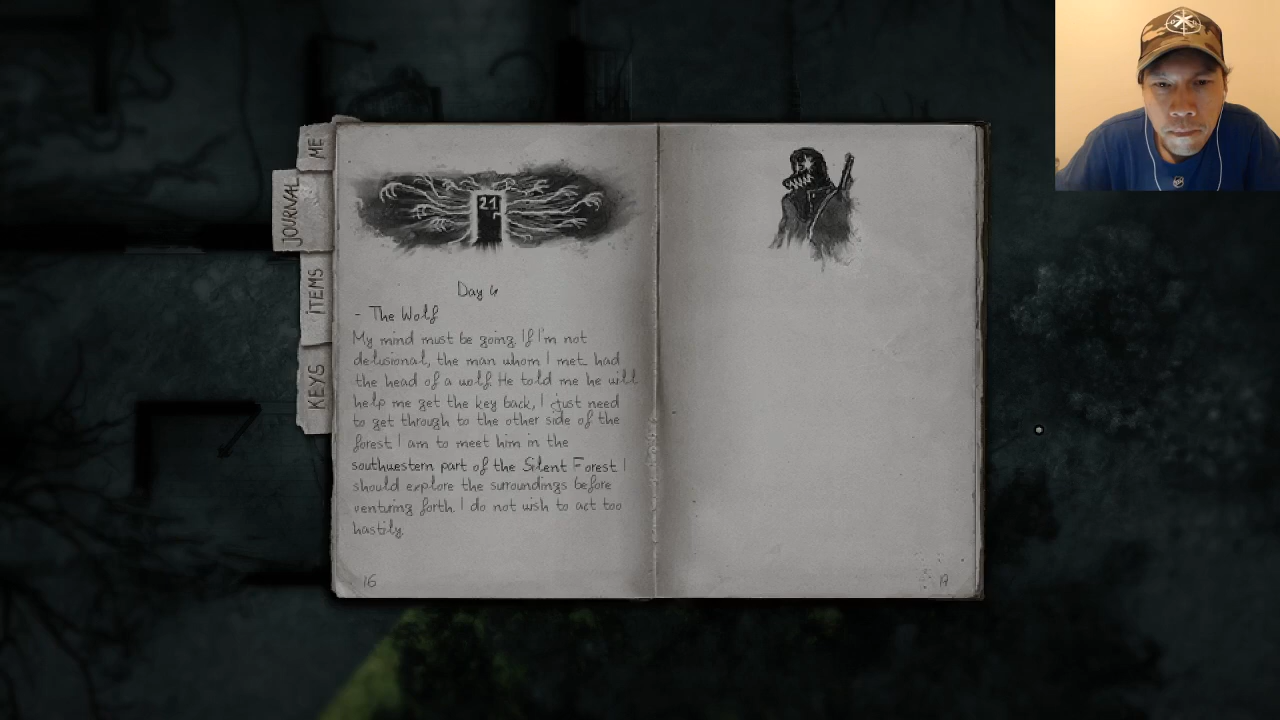 ME
JOURNAL
ITEMS
KEYS
21
Day 4
- The Wolf
My mind must be going. If I'm not
delusional, the man whom I met had
the head of a wolf. He told me he will
help me get the key back, I just need
to get through to the other side of the
forest. I am to meet him in the
southwestern part of the Silent Forest. I
should explore the surroundings before
venturing forth. I do not wish to act too
hastily.
16
17